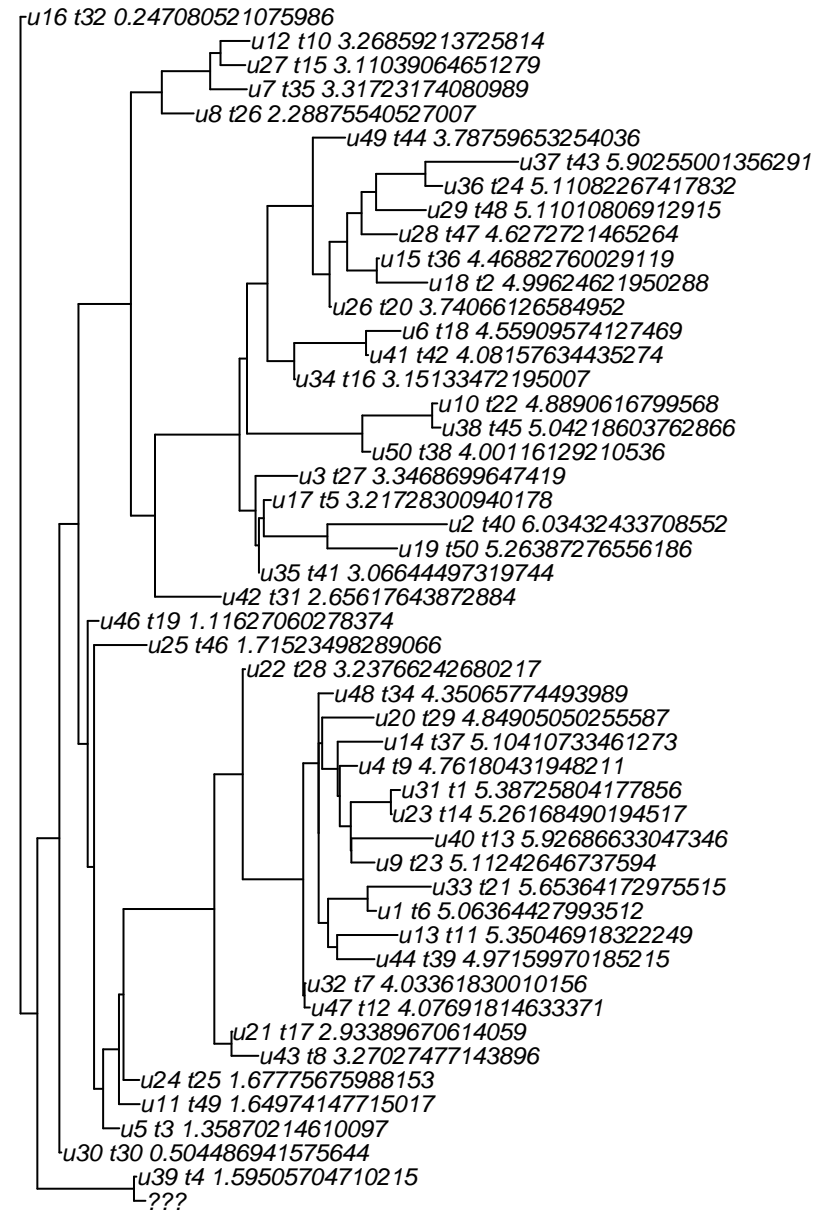 u16 t32 0.247080521075986
u12 t10 3.26859213725814
u27 t15 3.11039064651279
u7 t35 3.31723174080989
u8 t26 2.28875540527007
u49 t44 3.78759653254036
u37 t43 5.90255001356291
u36 t24 5.11082267417832
u29 t48 5.11010806912915
u28 t47 4.6272721465264
u15 t36 4.46882760029119
u18 t2 4.99624621950288
u26 t20 3.74066126584952
u6 t18 4.55909574127469
u41 t42 4.08157634435274
u34 t16 3.15133472195007
u10 t22 4.8890616799568
u38 t45 5.04218603762866
u50 t38 4.00116129210536
u3 t27 3.3468699647419
u17 t5 3.21728300940178
u2 t40 6.03432433708552
u19 t50 5.26387276556186
u35 t41 3.06644497319744
u42 t31 2.65617643872884
u46 t19 1.11627060278374
u25 t46 1.71523498289066
u22 t28 3.23766242680217
u48 t34 4.35065774493989
u20 t29 4.84905050255587
u14 t37 5.10410733461273
u4 t9 4.76180431948211
u31 t1 5.38725804177856
u23 t14 5.26168490194517
u40 t13 5.92686633047346
u9 t23 5.11242646737594
u33 t21 5.65364172975515
u1 t6 5.06364427993512
u13 t11 5.35046918322249
u44 t39 4.97159970185215
u32 t7 4.03361830010156
u47 t12 4.07691814633371
u21 t17 2.93389670614059
u43 t8 3.27027477143896
u24 t25 1.67775675988153
u11 t49 1.64974147715017
u5 t3 1.35870214610097
u30 t30 0.504486941575644
u39 t4 1.59505704710215
???